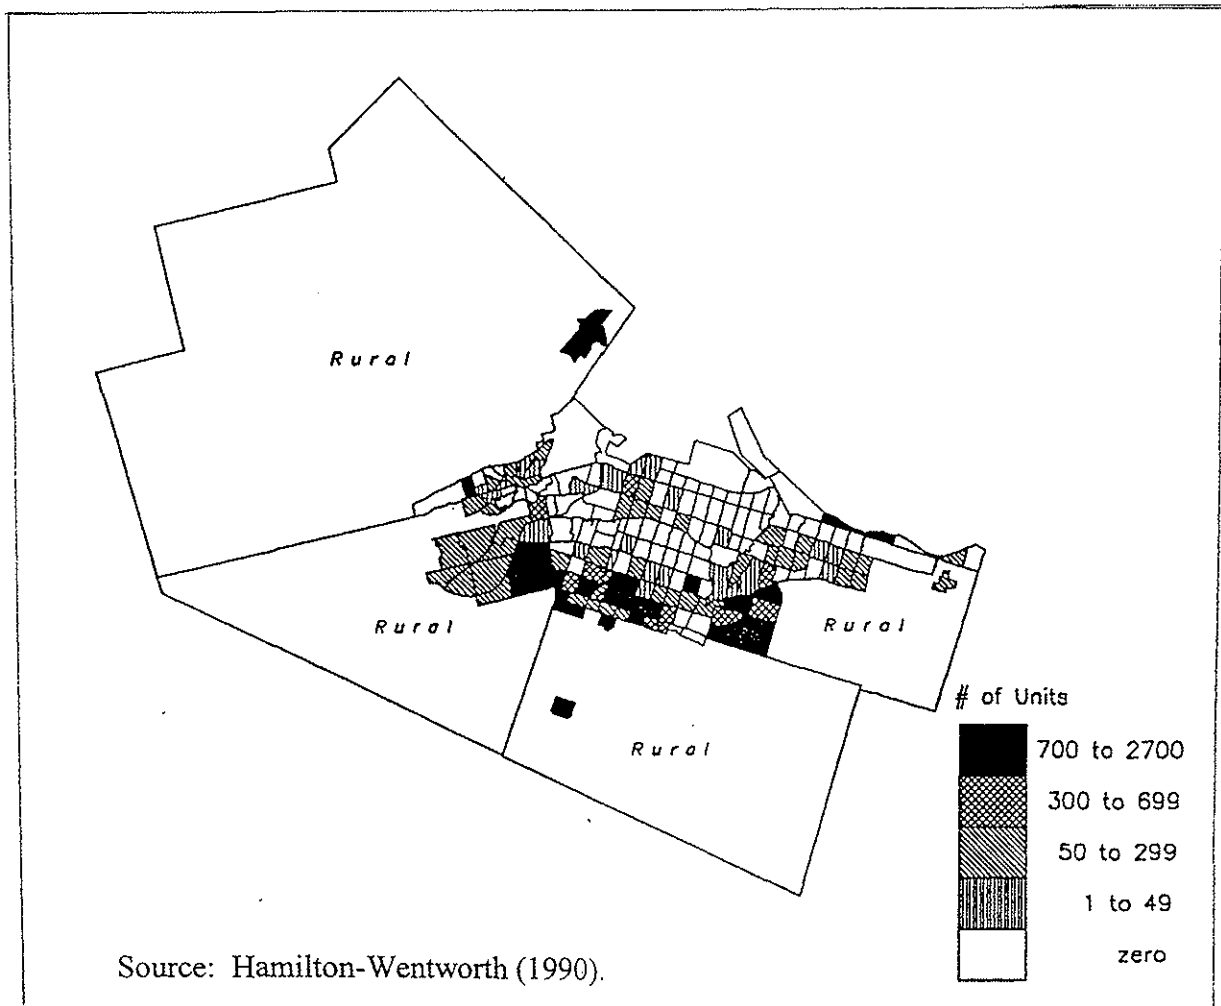 Rural
Rural
Rural
Rural
# of Units
700 to 2700
300 to 699
50 to 299
1 to 49
zero
Source: Hamilton-Wentworth (1990).